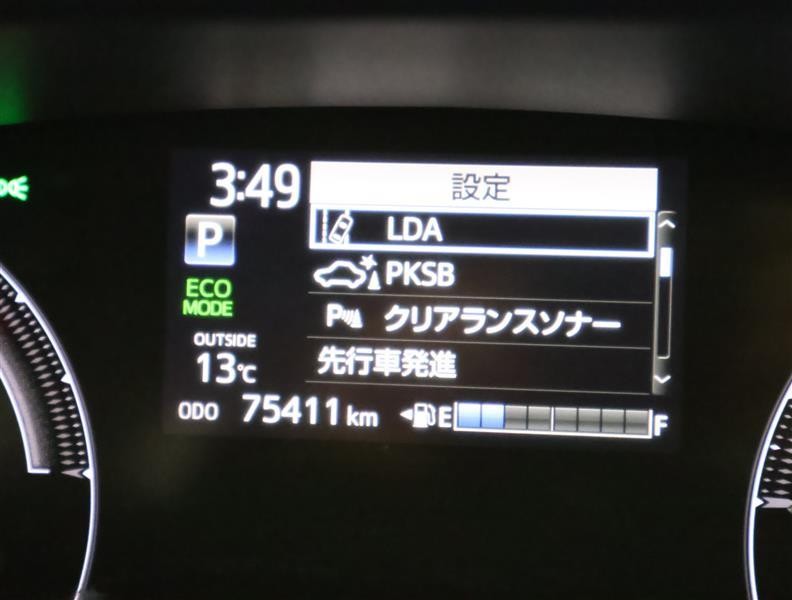 3:49
設定
LDA
P
PKSB
ECO
MODE
P クリアランスソナー
OUTSIDE
13℃
先行車発進
ODO 75411 km
E F